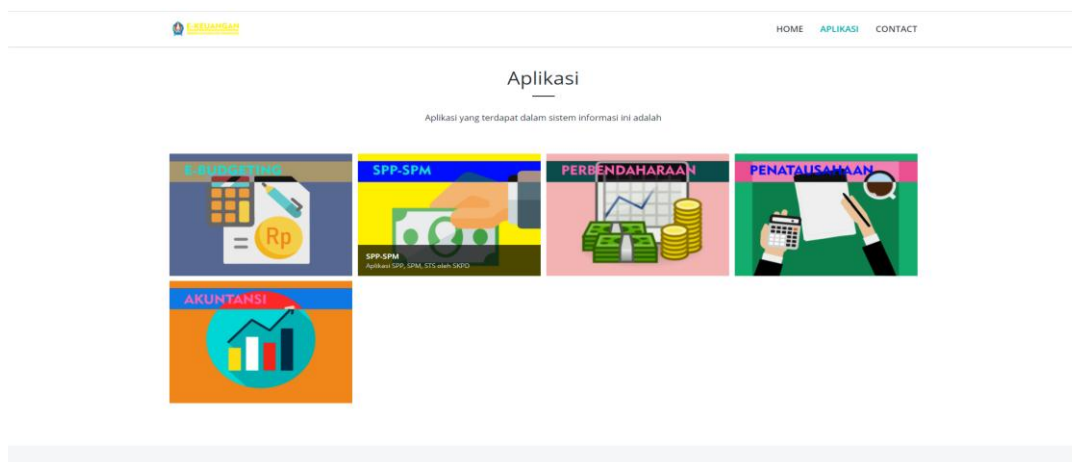 E-KEUANGAN
HOME APLIKASI CONTACT
Aplikasi
Aplikasi yang terdapat dalam sistem informasi ini adalah
E-BUDGETING
Rp
SPP-SPM
SPP-SPM
Aplikasi SPP, SPM, STS oleh SKPD
PERBENDAHARAAN
PENATAUSAHAAN
AKUNTANSI